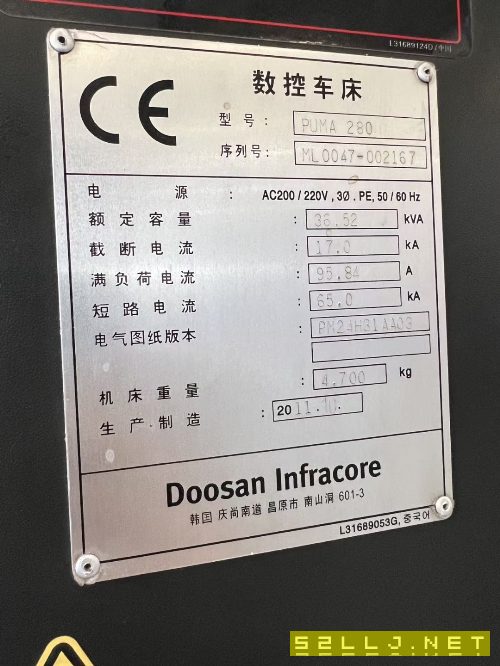 L31689124D/中国
CE
数控车床
型号: PUMA 280
序列号: ML0047-002167
电 源 : AC200 / 220V, 3Ø. PE, 50 / 60 Hz
额定容量 : 36.52 kVA
截断电流 : 17.0 kA
满负荷电流 : 95.84 A
短路电流 : 65.0 kA
电气图纸版本 : PN24H31AA03
机床重量 : 4.700 kg
生产·制造 : 2011.10.
Doosan Infracore
韩国 庆尚南道 昌原市 南山洞 601-3
L31689053G, 중국어
52LLJ.NET